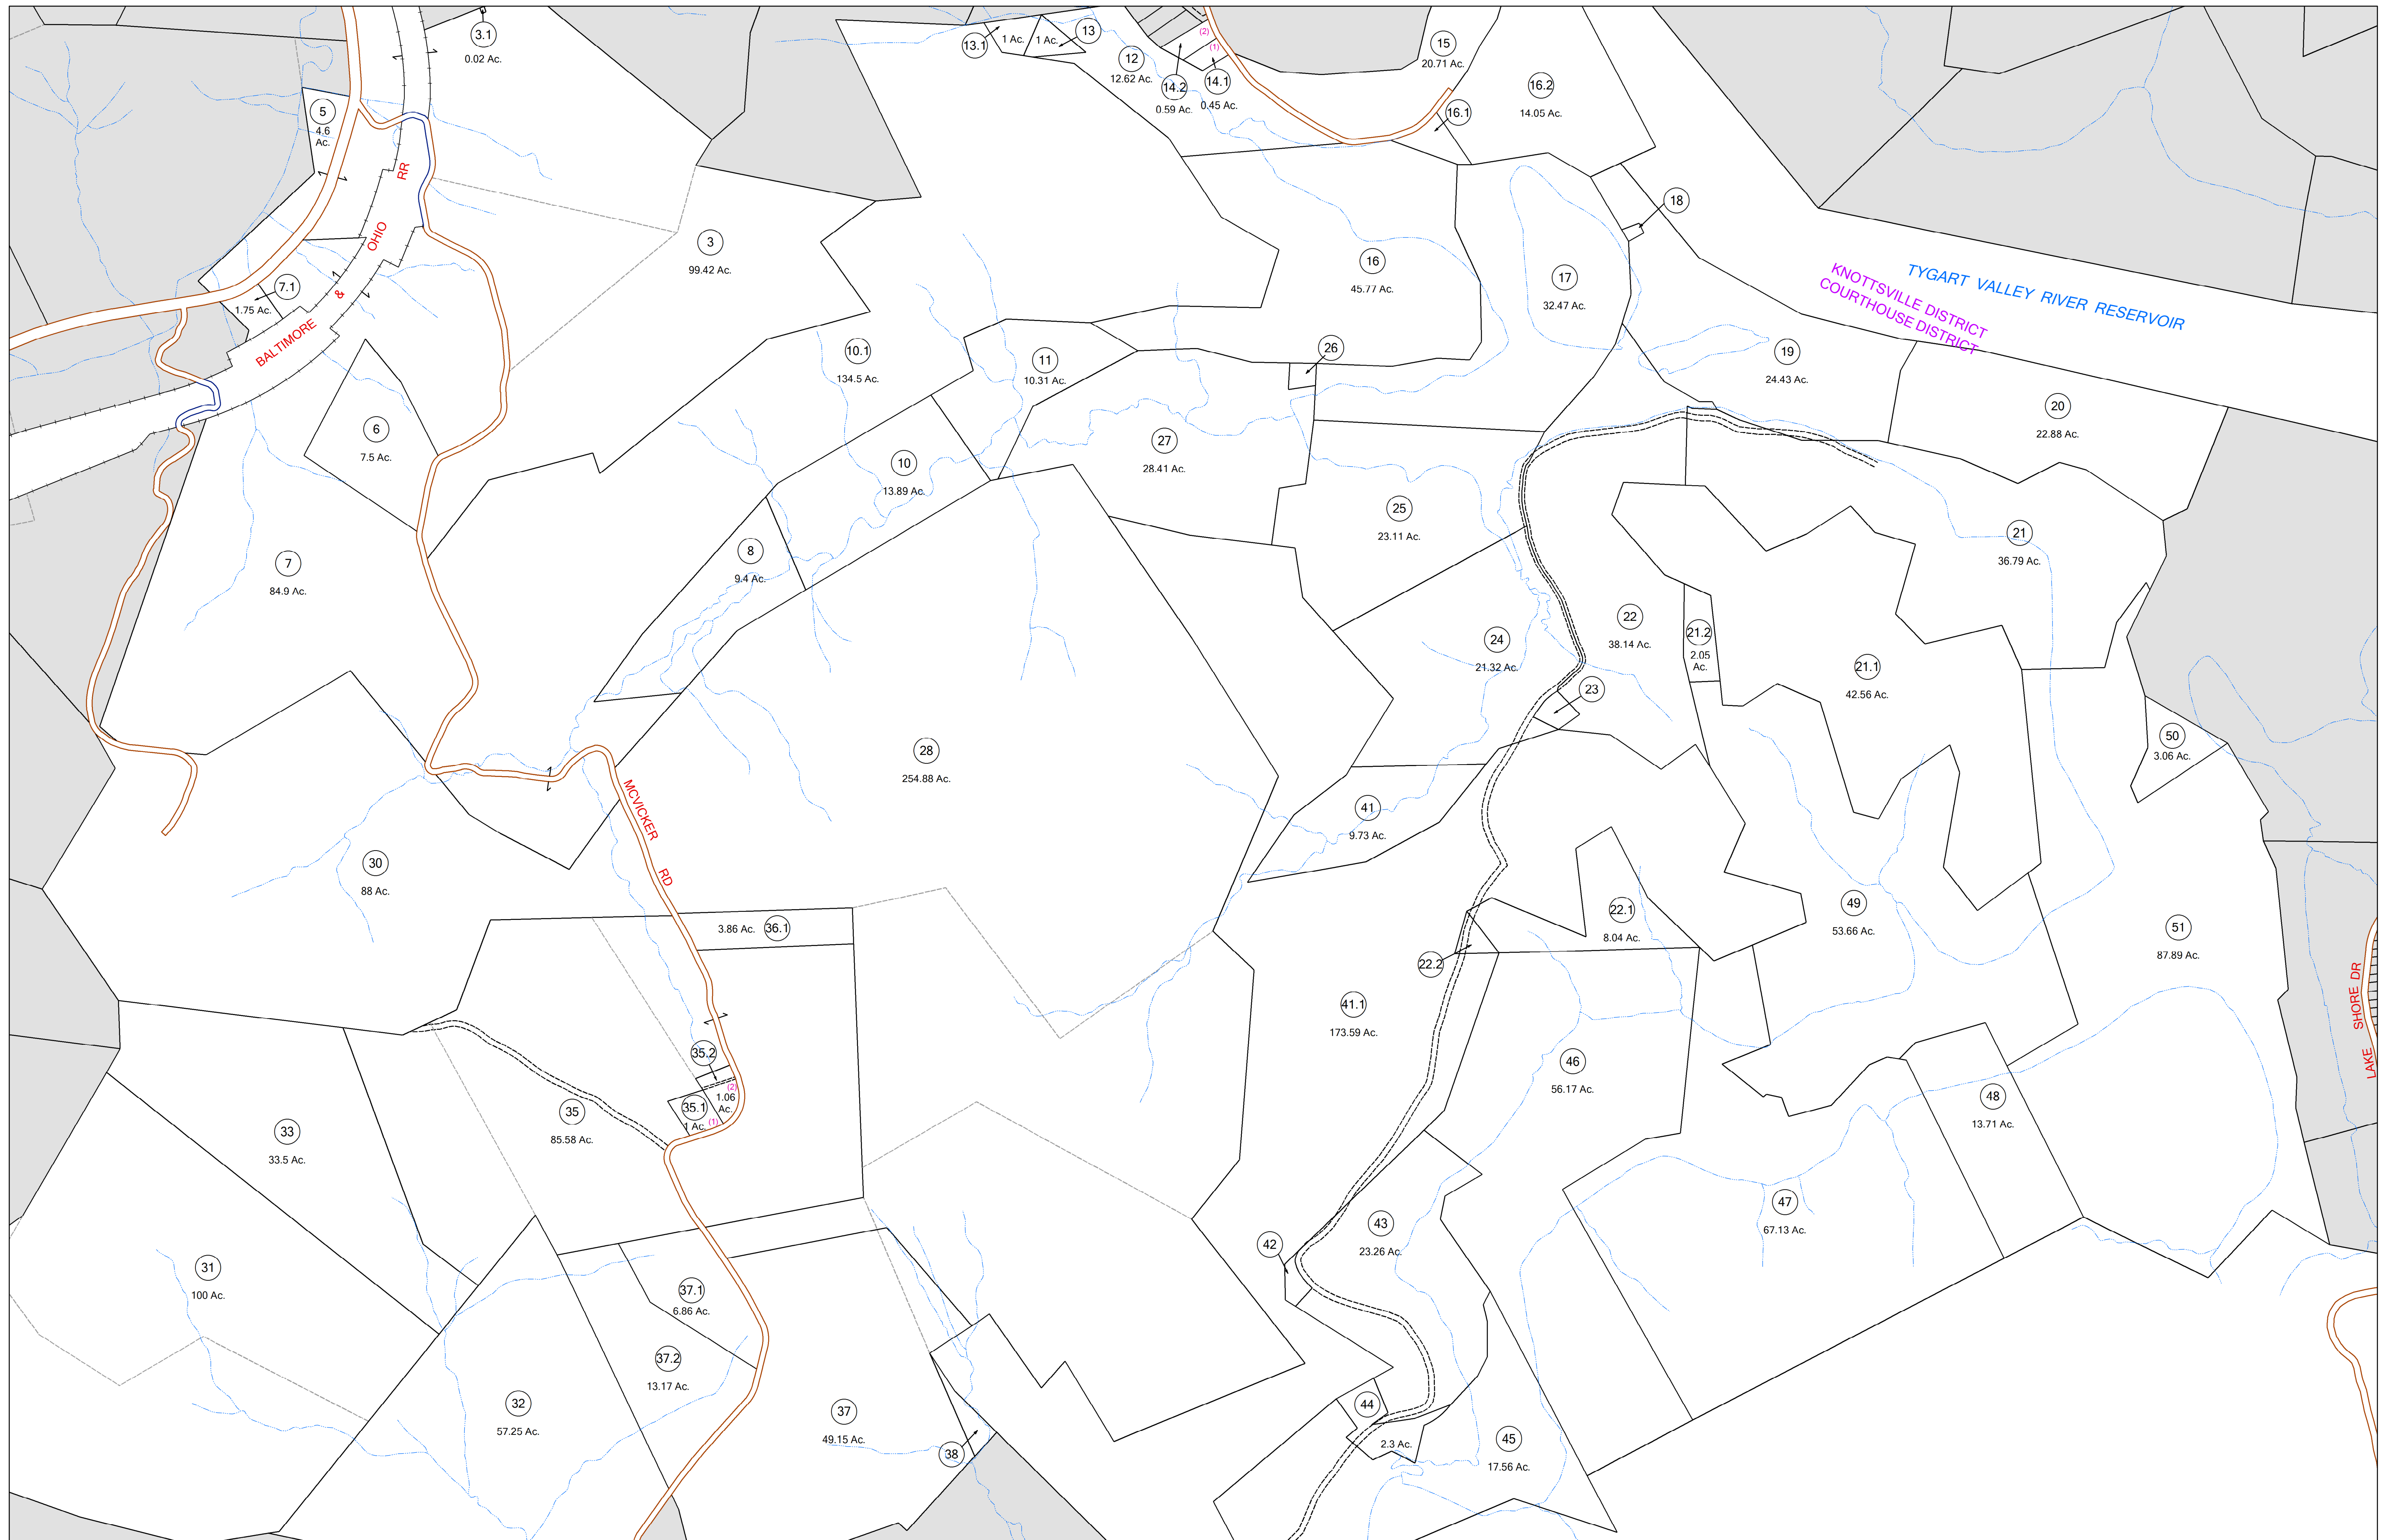 3.1
0.02 Ac.
13.1
1 Ac.
1 Ac.
13
12
12.62 Ac.
(2)
(1)
14.2
0.59 Ac.
14.1
0.45 Ac.
15
20.71 Ac.
16.1
16.2
14.05 Ac.
5
4.6
Ac.
18
3
99.42 Ac.
16
45.77 Ac.
17
32.47 Ac.
7.1
1.75 Ac.
BALTIMORE & OHIO RR
TYGART VALLEY RIVER RESERVOIR
KNOTTSVILLE DISTRICT
COURTHOUSE DISTRICT
10.1
134.5 Ac.
11
10.31 Ac.
26
19
24.43 Ac.
20
22.88 Ac.
6
7.5 Ac.
10
13.89 Ac.
27
28.41 Ac.
25
23.11 Ac.
21
36.79 Ac.
7
84.9 Ac.
8
9.4 Ac.
24
21.32 Ac.
22
38.14 Ac.
21.2
2.05
Ac.
21.1
42.56 Ac.
23
28
254.88 Ac.
50
3.06 Ac.
41
9.73 Ac.
MCVICKER RD
30
88 Ac.
3.86 Ac.
36.1
22.1
8.04 Ac.
22.2
49
53.66 Ac.
51
87.89 Ac.
LAKE SHORE DR
41.1
173.59 Ac.
46
56.17 Ac.
35.2
(2)
1.06
Ac.
35.1
1 Ac.
(1)
35
85.58 Ac.
33
33.5 Ac.
48
13.71 Ac.
47
67.13 Ac.
43
23.26 Ac.
42
31
100 Ac.
37.1
6.86 Ac.
37.2
13.17 Ac.
32
57.25 Ac.
37
49.15 Ac.
38
44
2.3 Ac.
45
17.56 Ac.